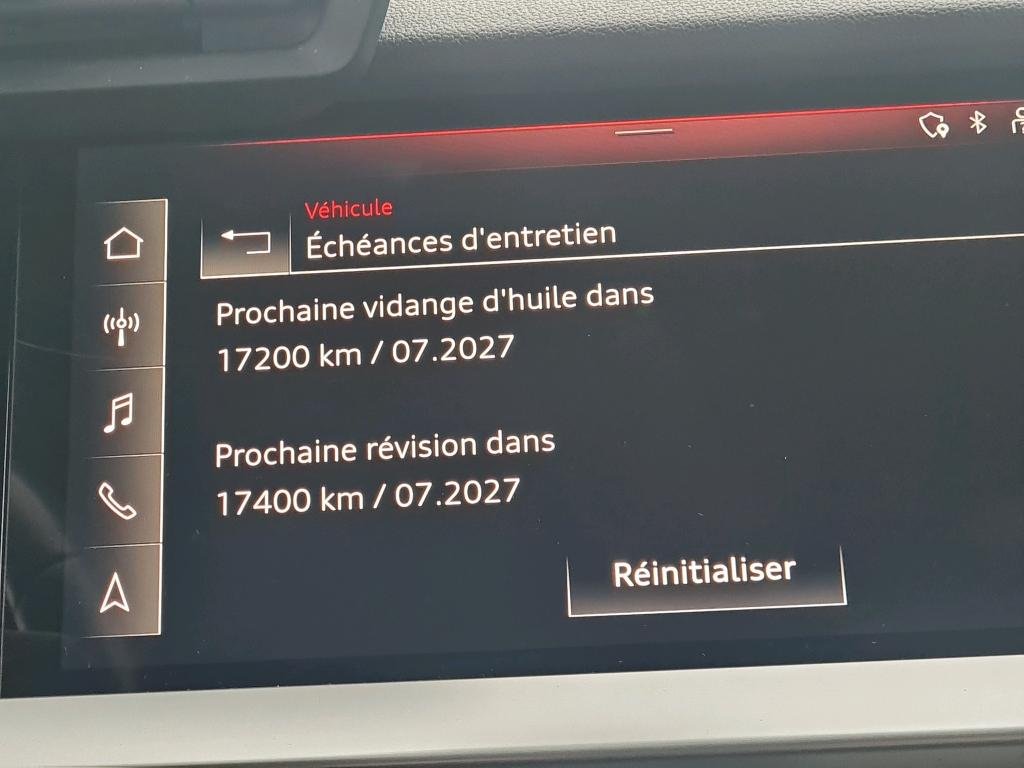 Véhicule
Échéances d'entretien
Prochaine vidange d'huile dans
17200 km / 07.2027
Prochaine révision dans
17400 km / 07.2027
Réinitialiser